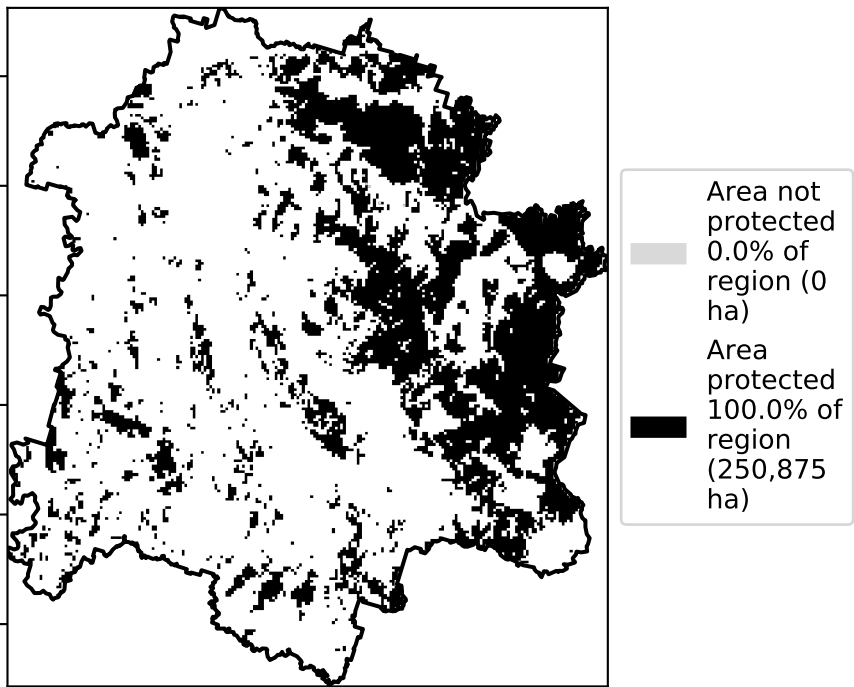 Area not
protected
0.0% of
region (0
ha)
Area
protected
100.0% of
region
(250,875
ha)